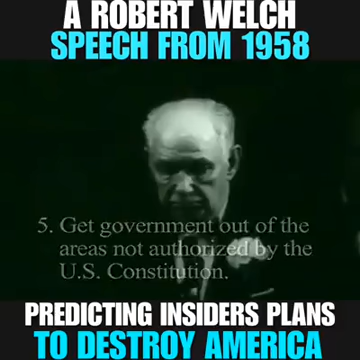 A ROBERT WELCH
SPEECH FROM 1958
5. Get government out of the
areas not authorized by the
U.S. Constitution.
PREDICTING INSIDERS PLANS
TO DESTROY AMERICA